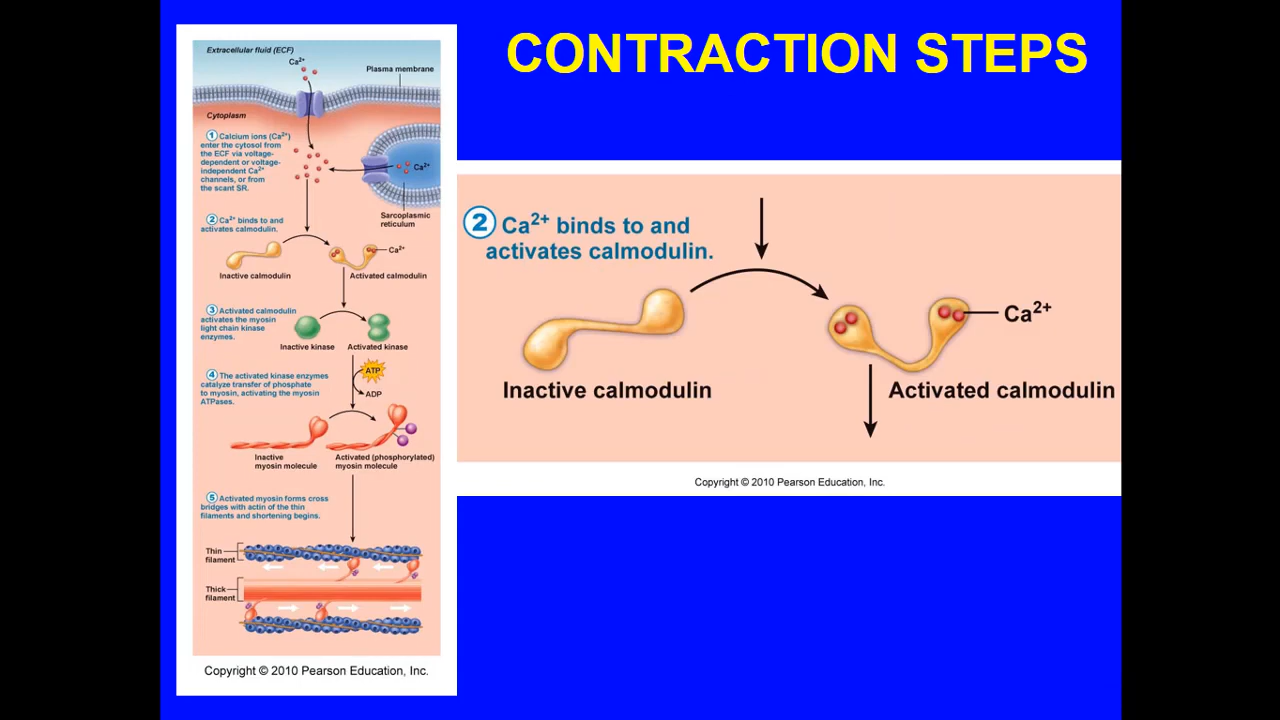 CONTRACTION STEPS
Extracellular fluid (ECF)
Ca²⁺
Plasma membrane
Cytoplasm
1 Calcium ions (Ca²⁺)
enter the cytosol from
the ECF via voltage-
dependent or voltage-
independent Ca²⁺
channels, or from
the scant SR.
Ca²⁺
Sarcoplasmic
reticulum
2 Ca²⁺ binds to and
activates calmodulin.
Ca²⁺
Inactive calmodulin
Activated calmodulin
3 Activated calmodulin
activates the myosin
light chain kinase
enzymes.
Inactive kinase
Activated kinase
4 The activated kinase enzymes
catalyze transfer of phosphate
to myosin, activating the myosin
ATPases.
ATP
ADP
Inactive
myosin molecule
Activated (phosphorylated)
myosin molecule
5 Activated myosin forms cross
bridges with actin of the thin
filaments and shortening begins.
Thin
filament
Thick
filament
Copyright © 2010 Pearson Education, Inc.
2 Ca²⁺ binds to and
activates calmodulin.
Ca²⁺
Inactive calmodulin
Activated calmodulin
Copyright © 2010 Pearson Education, Inc.